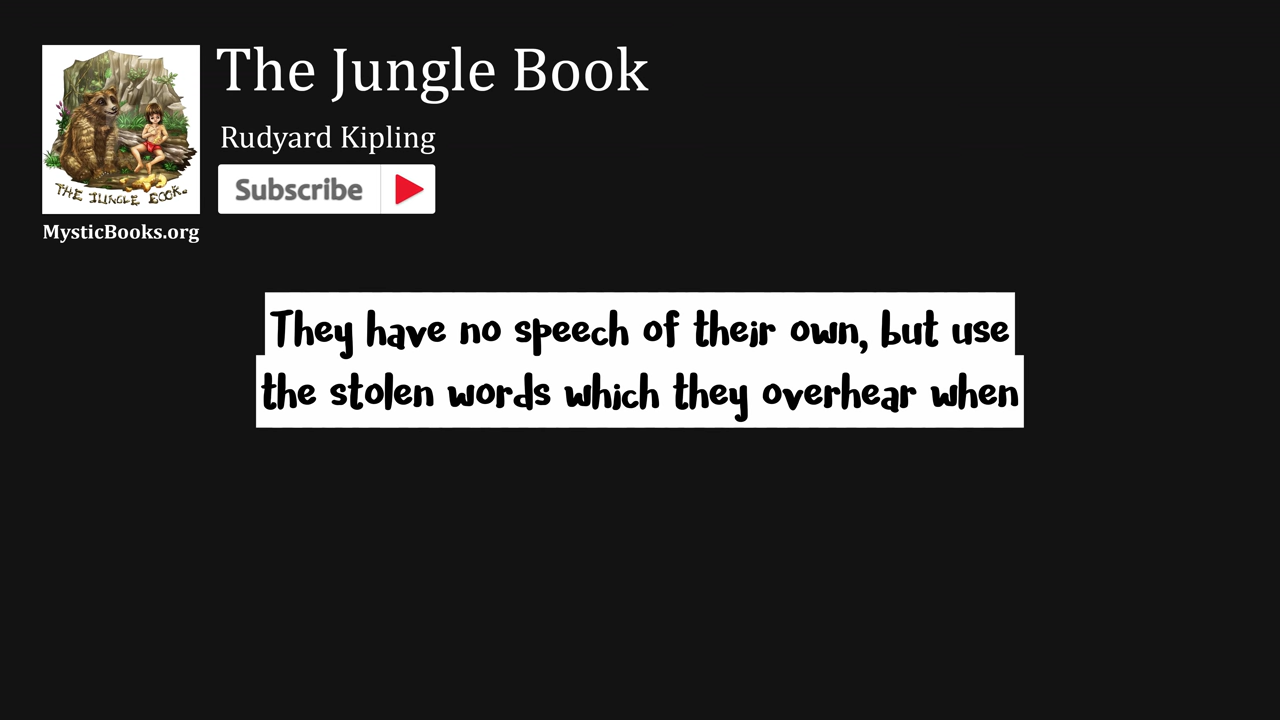 The Jungle Book
Rudyard Kipling
Subscribe
THE JUNGLE BOOK.
MysticBooks.org
They have no speech of their own, but use
the stolen words which they overhear when